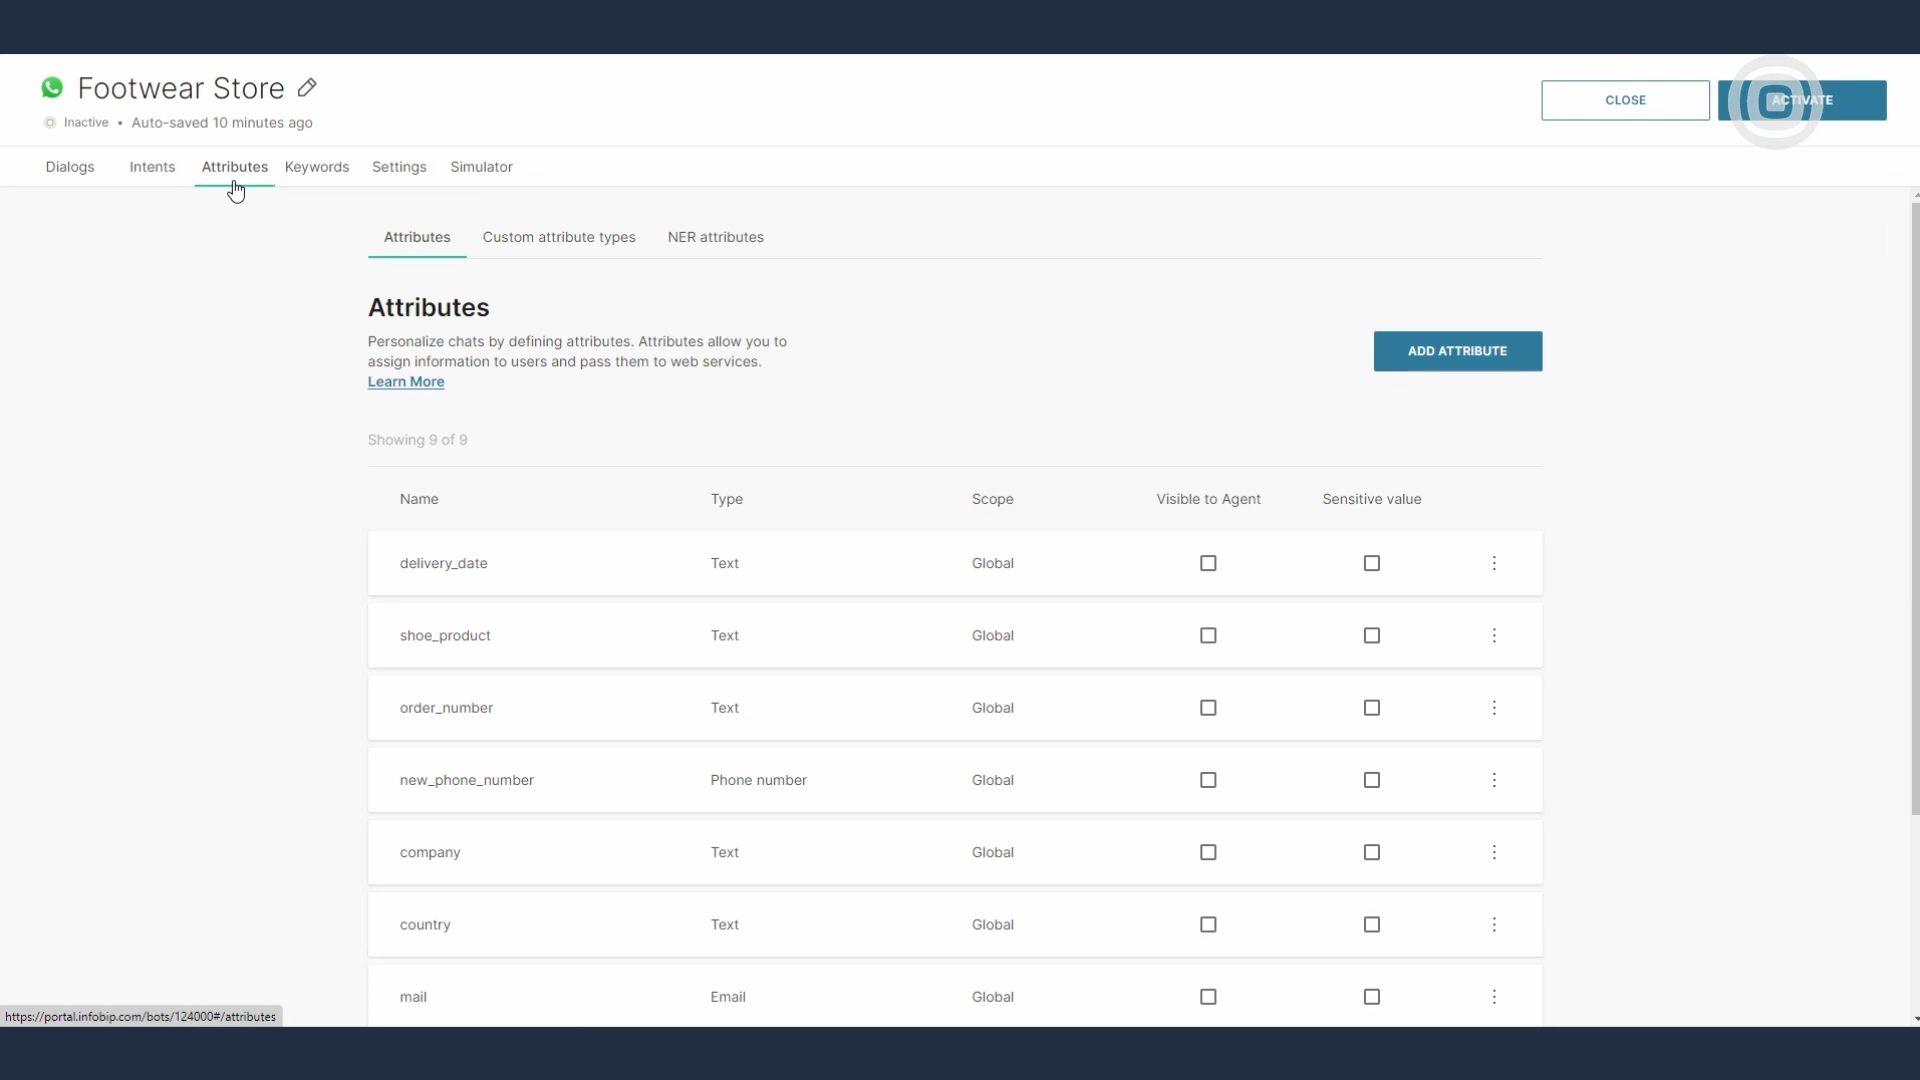 Footwear Store
Inactive • Auto-saved 10 minutes ago
CLOSE
ACTIVATE
Dialogs Intents Attributes Keywords Settings Simulator
Attributes Custom attribute types NER attributes
Attributes
Personalize chats by defining attributes. Attributes allow you to
assign information to users and pass them to web services.
Learn More
ADD ATTRIBUTE
Showing 9 of 9
Name Type Scope Visible to Agent Sensitive value
delivery_date Text Global
shoe_product Text Global
order_number Text Global
new_phone_number Phone number Global
company Text Global
country Text Global
mail Email Global
https://portal.infobip.com/bots/124000#/attributes